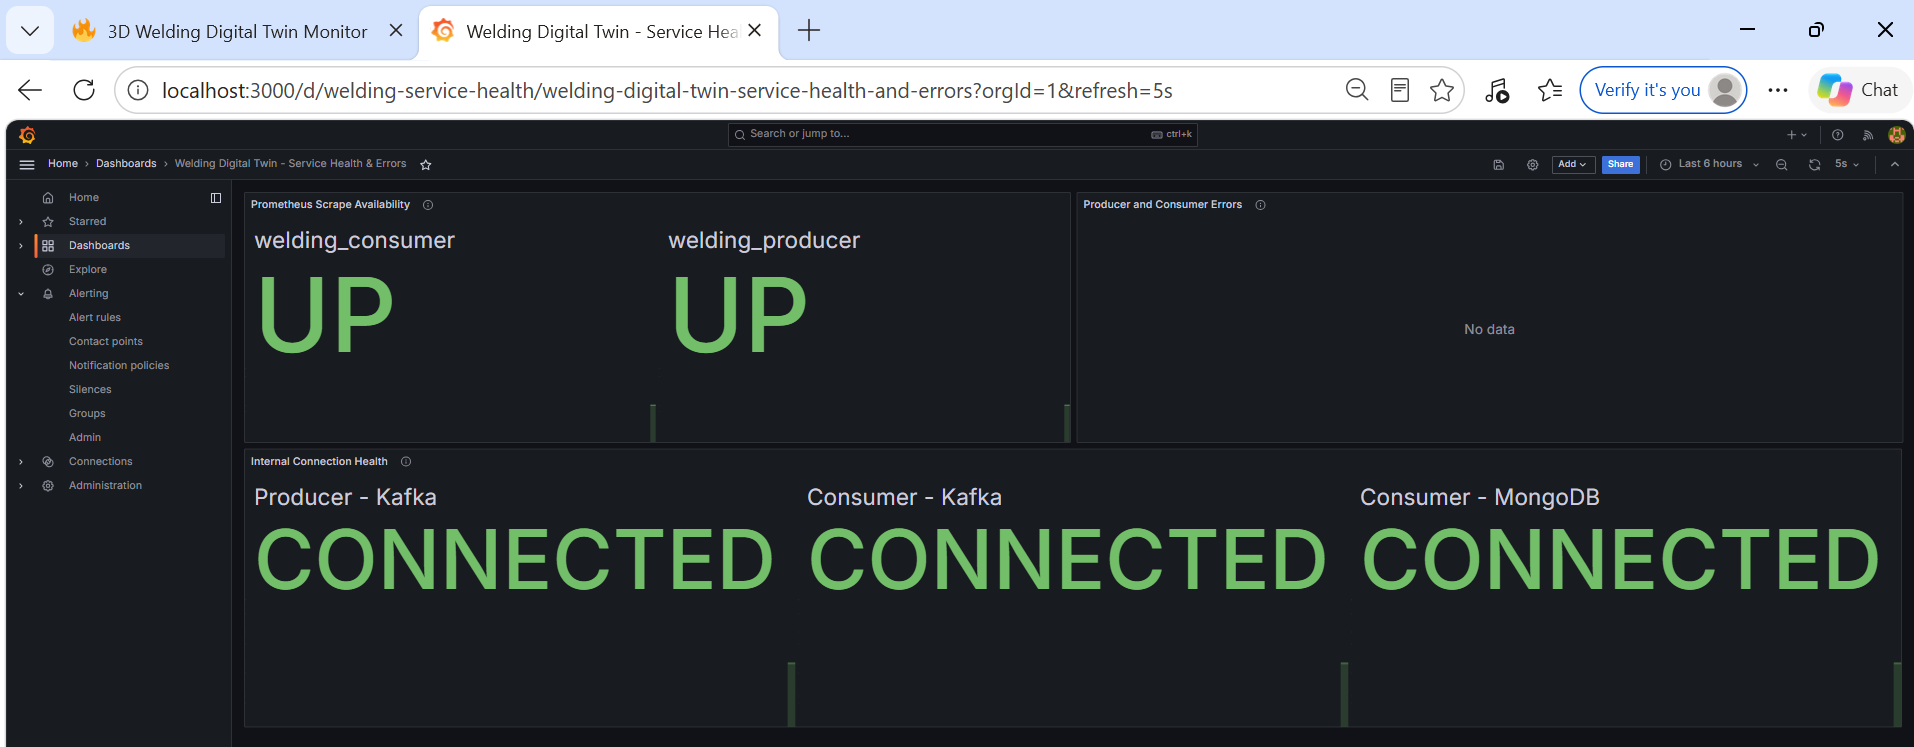 3D Welding Digital Twin Monitor
Welding Digital Twin - Service Heal
localhost:3000/d/welding-service-health/welding-digital-twin-service-health-and-errors?orgId=1&refresh=5s
Verify it's you
Chat
Search or jump to...
ctrl+k
Home › Dashboards › Welding Digital Twin - Service Health & Errors
Add
Share
Last 6 hours
5s
Home
Starred
Dashboards
Explore
Alerting
Alert rules
Contact points
Notification policies
Silences
Groups
Admin
Connections
Administration
Prometheus Scrape Availability
welding_consumer
UP
welding_producer
UP
Producer and Consumer Errors
No data
Internal Connection Health
Producer - Kafka
CONNECTED
Consumer - Kafka
CONNECTED
Consumer - MongoDB
CONNECTED